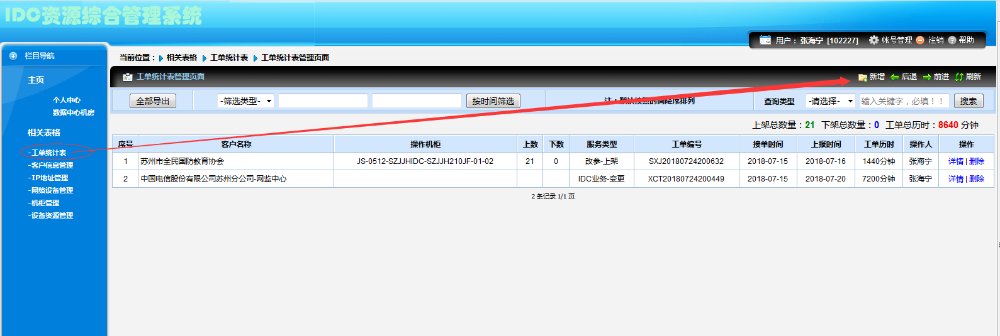 IDC资源综合管理系统
用户： 张海宁 [102227] 帐号管理 注销 帮助
栏目导航
主页
个人中心
数据中心机房
相关表格
-工单统计表
-客户信息管理
-IP地址管理
-网络设备管理
-机柜管理
-设备资源管理
当前位置： 相关表格 工单统计表 工单统计表管理页面
工单统计表管理页面 新增 后退 前进 刷新
全部导出 -筛选类型- 按时间筛选 注：默认按照时间降序排列 查询类型 -请选择- 输入关键字，必填！！ 搜索
上架总数量：21 下架总数量：0 工单总历时：8640 分钟
序号 客户名称 操作机柜 上数 下数 服务类型 工单编号 接单时间 上报时间 工单历时 操作人 操作
1 苏州市全民国防教育协会 JS-0512-SZJJHIDC-SZJJH210JF-01-02 21 0 改参-上架 SXJ20180724200632 2018-07-15 2018-07-16 1440分钟 张海宁 详情 | 删除
2 中国电信股份有限公司苏州分公司-网监中心 IDC业务-变更 XCT20180724200449 2018-07-15 2018-07-20 7200分钟 张海宁 详情 | 删除
2 条记录 1/1 页